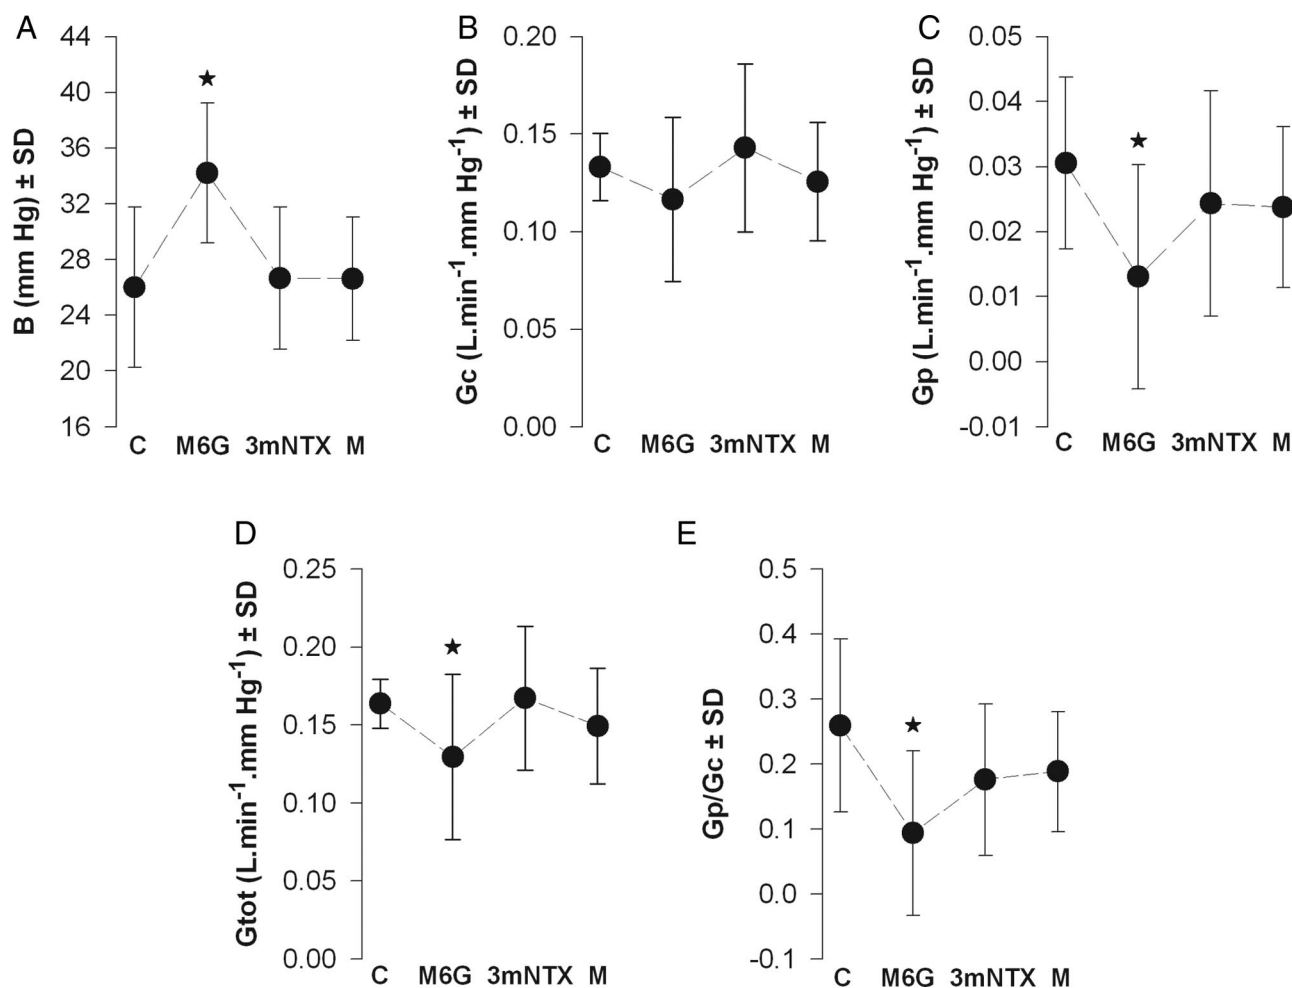 A
B (mm Hg) ± SD
44
40
36
32
28
24
20
16
C M6G 3mNTX M
B
Gc (L.min⁻¹.mm Hg⁻¹) ± SD
0.20
0.15
0.10
0.05
0.00
C M6G 3mNTX M
C
Gp (L.min⁻¹.mm Hg⁻¹) ± SD
0.05
0.04
0.03
0.02
0.01
0.00
-0.01
C M6G 3mNTX M
D
Gtot (L.min⁻¹.mm Hg⁻¹) ± SD
0.25
0.20
0.15
0.10
0.05
0.00
C M6G 3mNTX M
E
Gp/Gc ± SD
0.5
0.4
0.3
0.2
0.1
0.0
-0.1
C M6G 3mNTX M